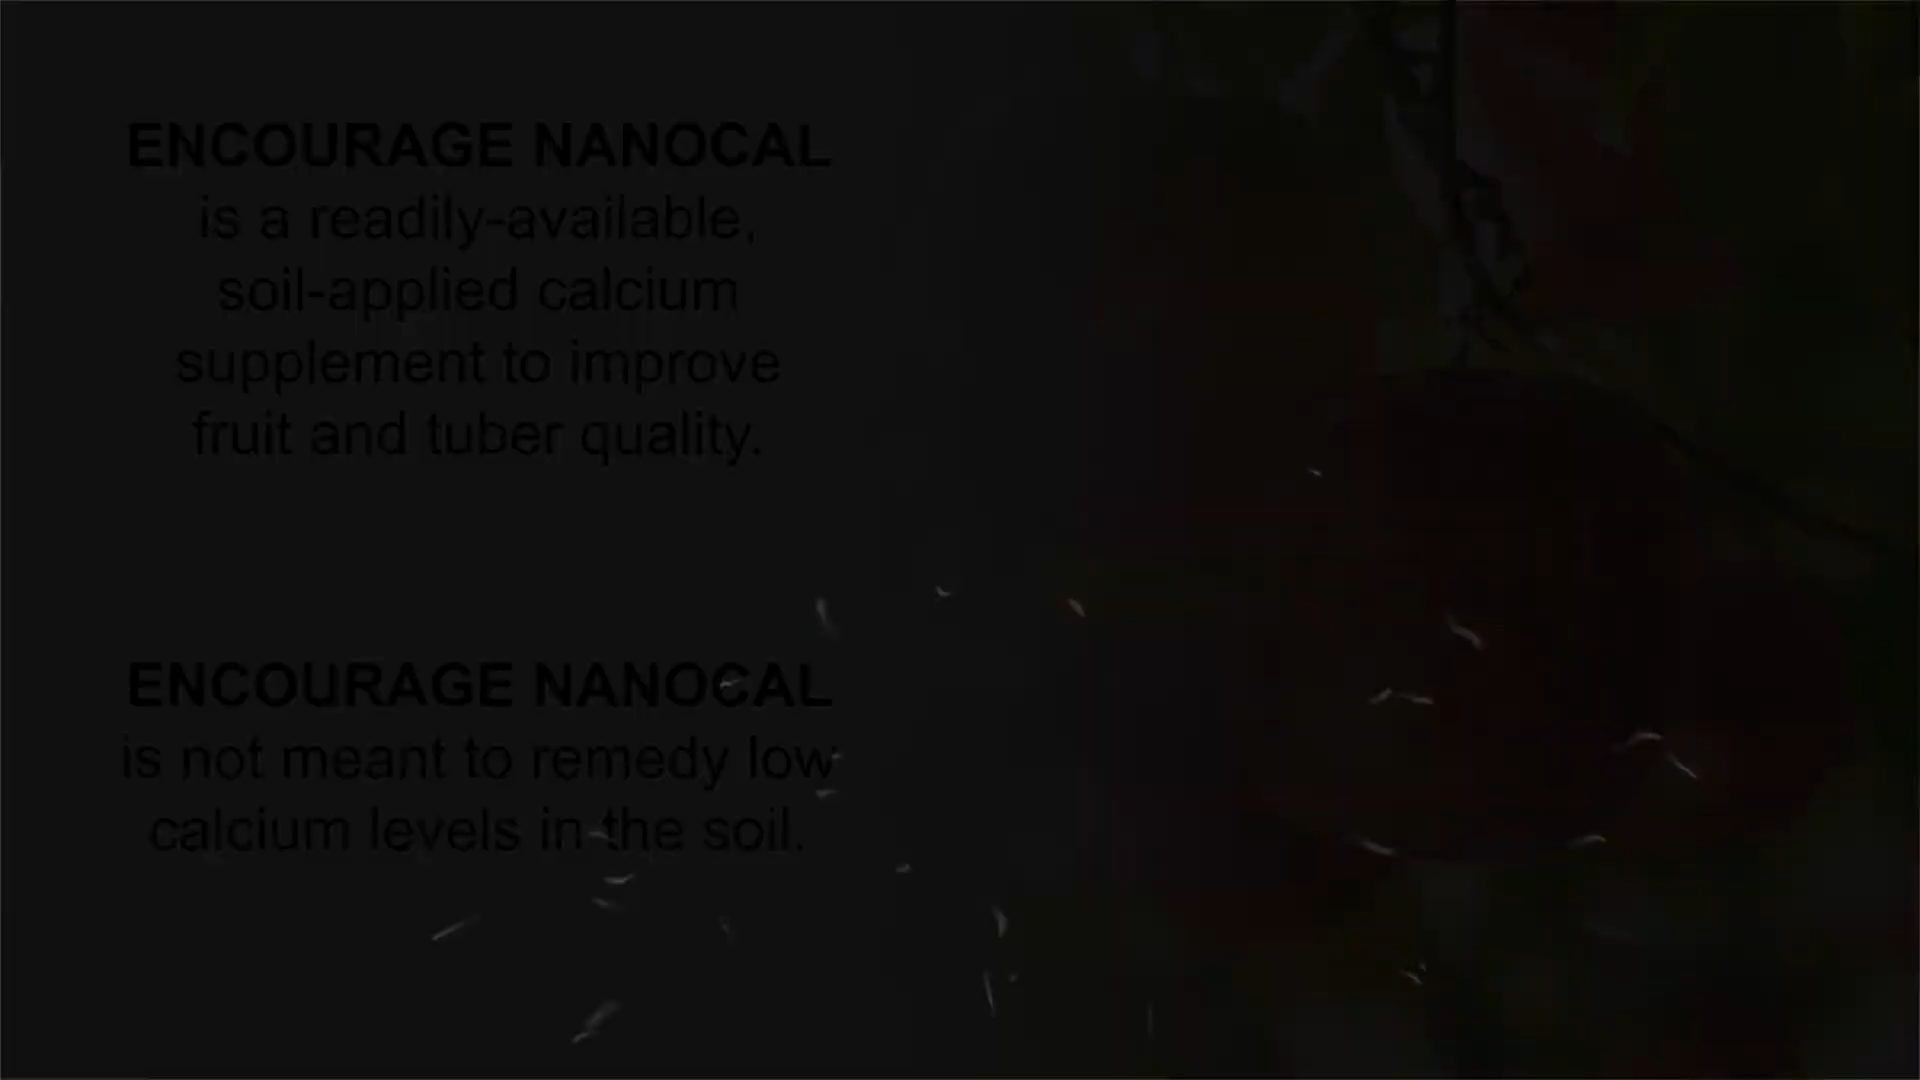 ENCOURAGE NANOCAL
is a readily-available,
soil-applied calcium
supplement to improve
fruit and tuber quality.
ENCOURAGE NANOCAL
is not meant to remedy low
calcium levels in the soil.